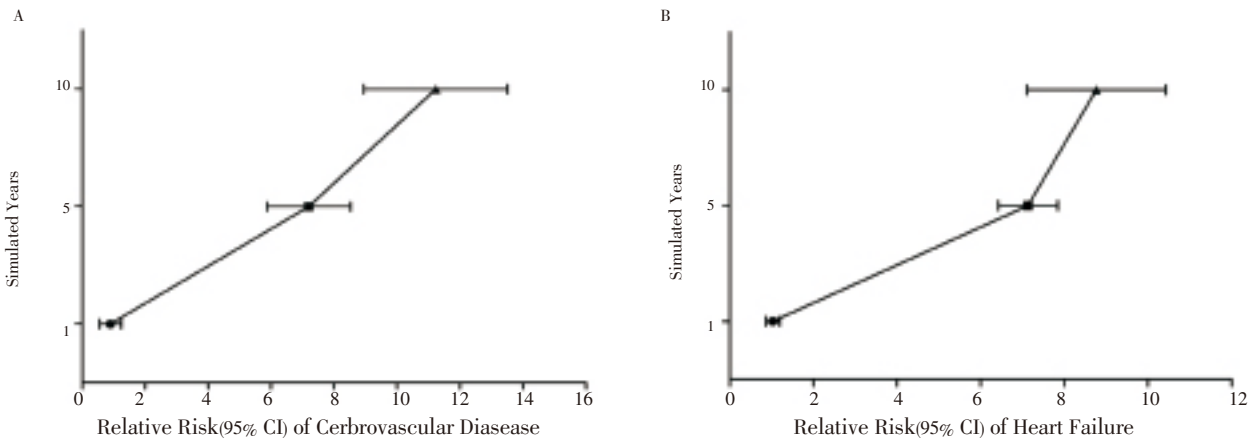 A
10
5
1
Simulated Years
0 2 4 6 8 10 12 14 16
Relative Risk(95% CI) of Cerbrovascular Diasease
B
10
5
1
Simulated Years
0 2 4 6 8 10 12
Relative Risk(95% CI) of Heart Failure